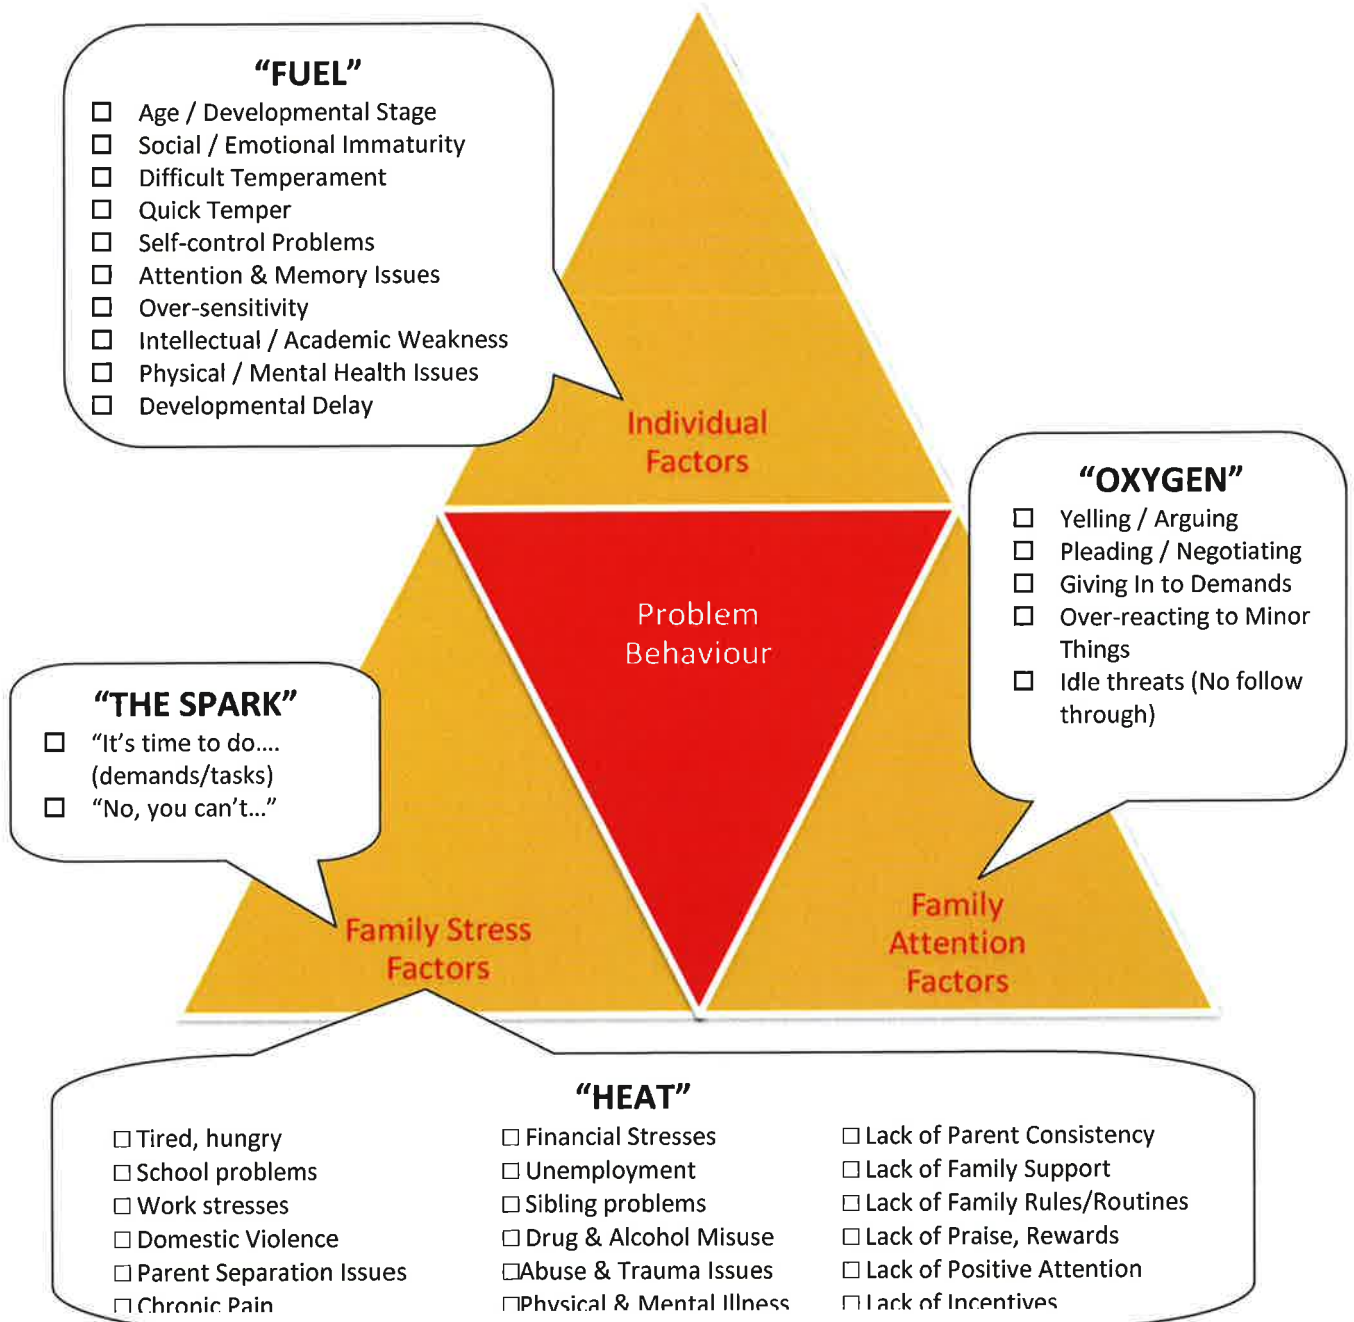 “FUEL”
☐ Age / Developmental Stage
☐ Social / Emotional Immaturity
☐ Difficult Temperament
☐ Quick Temper
☐ Self-control Problems
☐ Attention & Memory Issues
☐ Over-sensitivity
☐ Intellectual / Academic Weakness
☐ Physical / Mental Health Issues
☐ Developmental Delay
Individual
Factors
“OXYGEN”
☐ Yelling / Arguing
☐ Pleading / Negotiating
☐ Giving In to Demands
☐ Over-reacting to Minor
Things
☐ Idle threats (No follow
through)
Problem
Behaviour
“THE SPARK”
☐ “It’s time to do....
(demands/tasks)
☐ “No, you can’t...”
Family Stress
Factors
Family
Attention
Factors
“HEAT”
☐ Tired, hungry
☐ School problems
☐ Work stresses
☐ Domestic Violence
☐ Parent Separation Issues
☐ Chronic Pain
☐ Financial Stresses
☐ Unemployment
☐ Sibling problems
☐ Drug & Alcohol Misuse
☐Abuse & Trauma Issues
☐Physical & Mental Illness
☐ Lack of Parent Consistency
☐ Lack of Family Support
☐ Lack of Family Rules/Routines
☐ Lack of Praise, Rewards
☐ Lack of Positive Attention
☐ Lack of Incentives